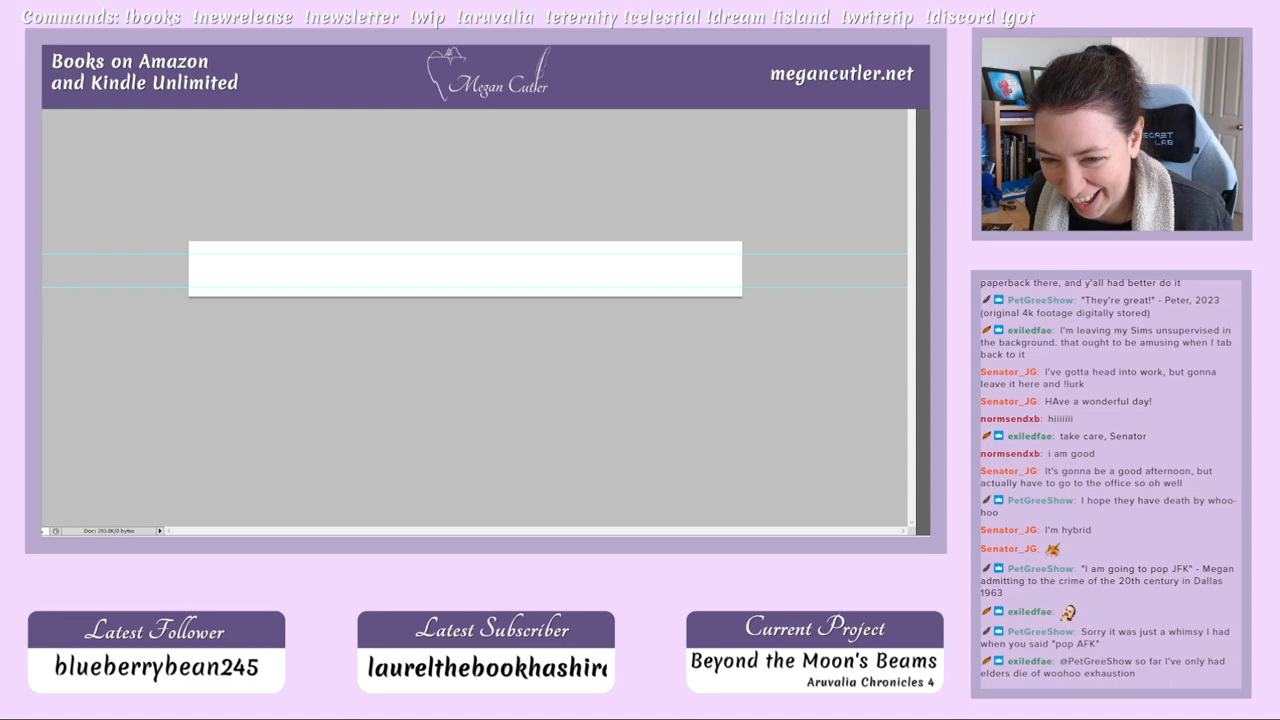 Commands: !books !newrelease !newsletter !wip !aruvalia !eternity !celestial !dream !island !writetip !discord !got
Books on Amazon
and Kindle Unlimited
Megan Cutler
megancutler.net
SECRET
LAB
paperback there, and y'all had better do it
PetGreeShow: "They're great!" - Peter, 2023
(original 4k footage digitally stored)
exiledfae: I'm leaving my Sims unsupervised in
the background. that ought to be amusing when I tab
back to it
Senator_JG: I've gotta head into work, but gonna
leave it here and !lurk
Senator_JG: HAve a wonderful day!
normsendxb: hiiiiiii
exiledfae: take care, Senator
normsendxb: i am good
Senator_JG: It's gonna be a good afternoon, but
actually have to go to the office so oh well
PetGreeShow: I hope they have death by whoo-
hoo
Senator_JG: I'm hybrid
Senator_JG:
PetGreeShow: "I am going to pop JFK" - Megan
admitting to the crime of the 20th century in Dallas
1963
exiledfae:
PetGreeShow: Sorry it was just a whimsy I had
when you said "pop AFK"
exiledfae: @PetGreeShow so far I've only had
elders die of woohoo exhaustion
Doc: 293.0K/0 bytes
Latest Follower
blueberrybean245
Latest Subscriber
laurelthebookhashira
Current Project
Beyond the Moon's Beams
Aruvalia Chronicles 4